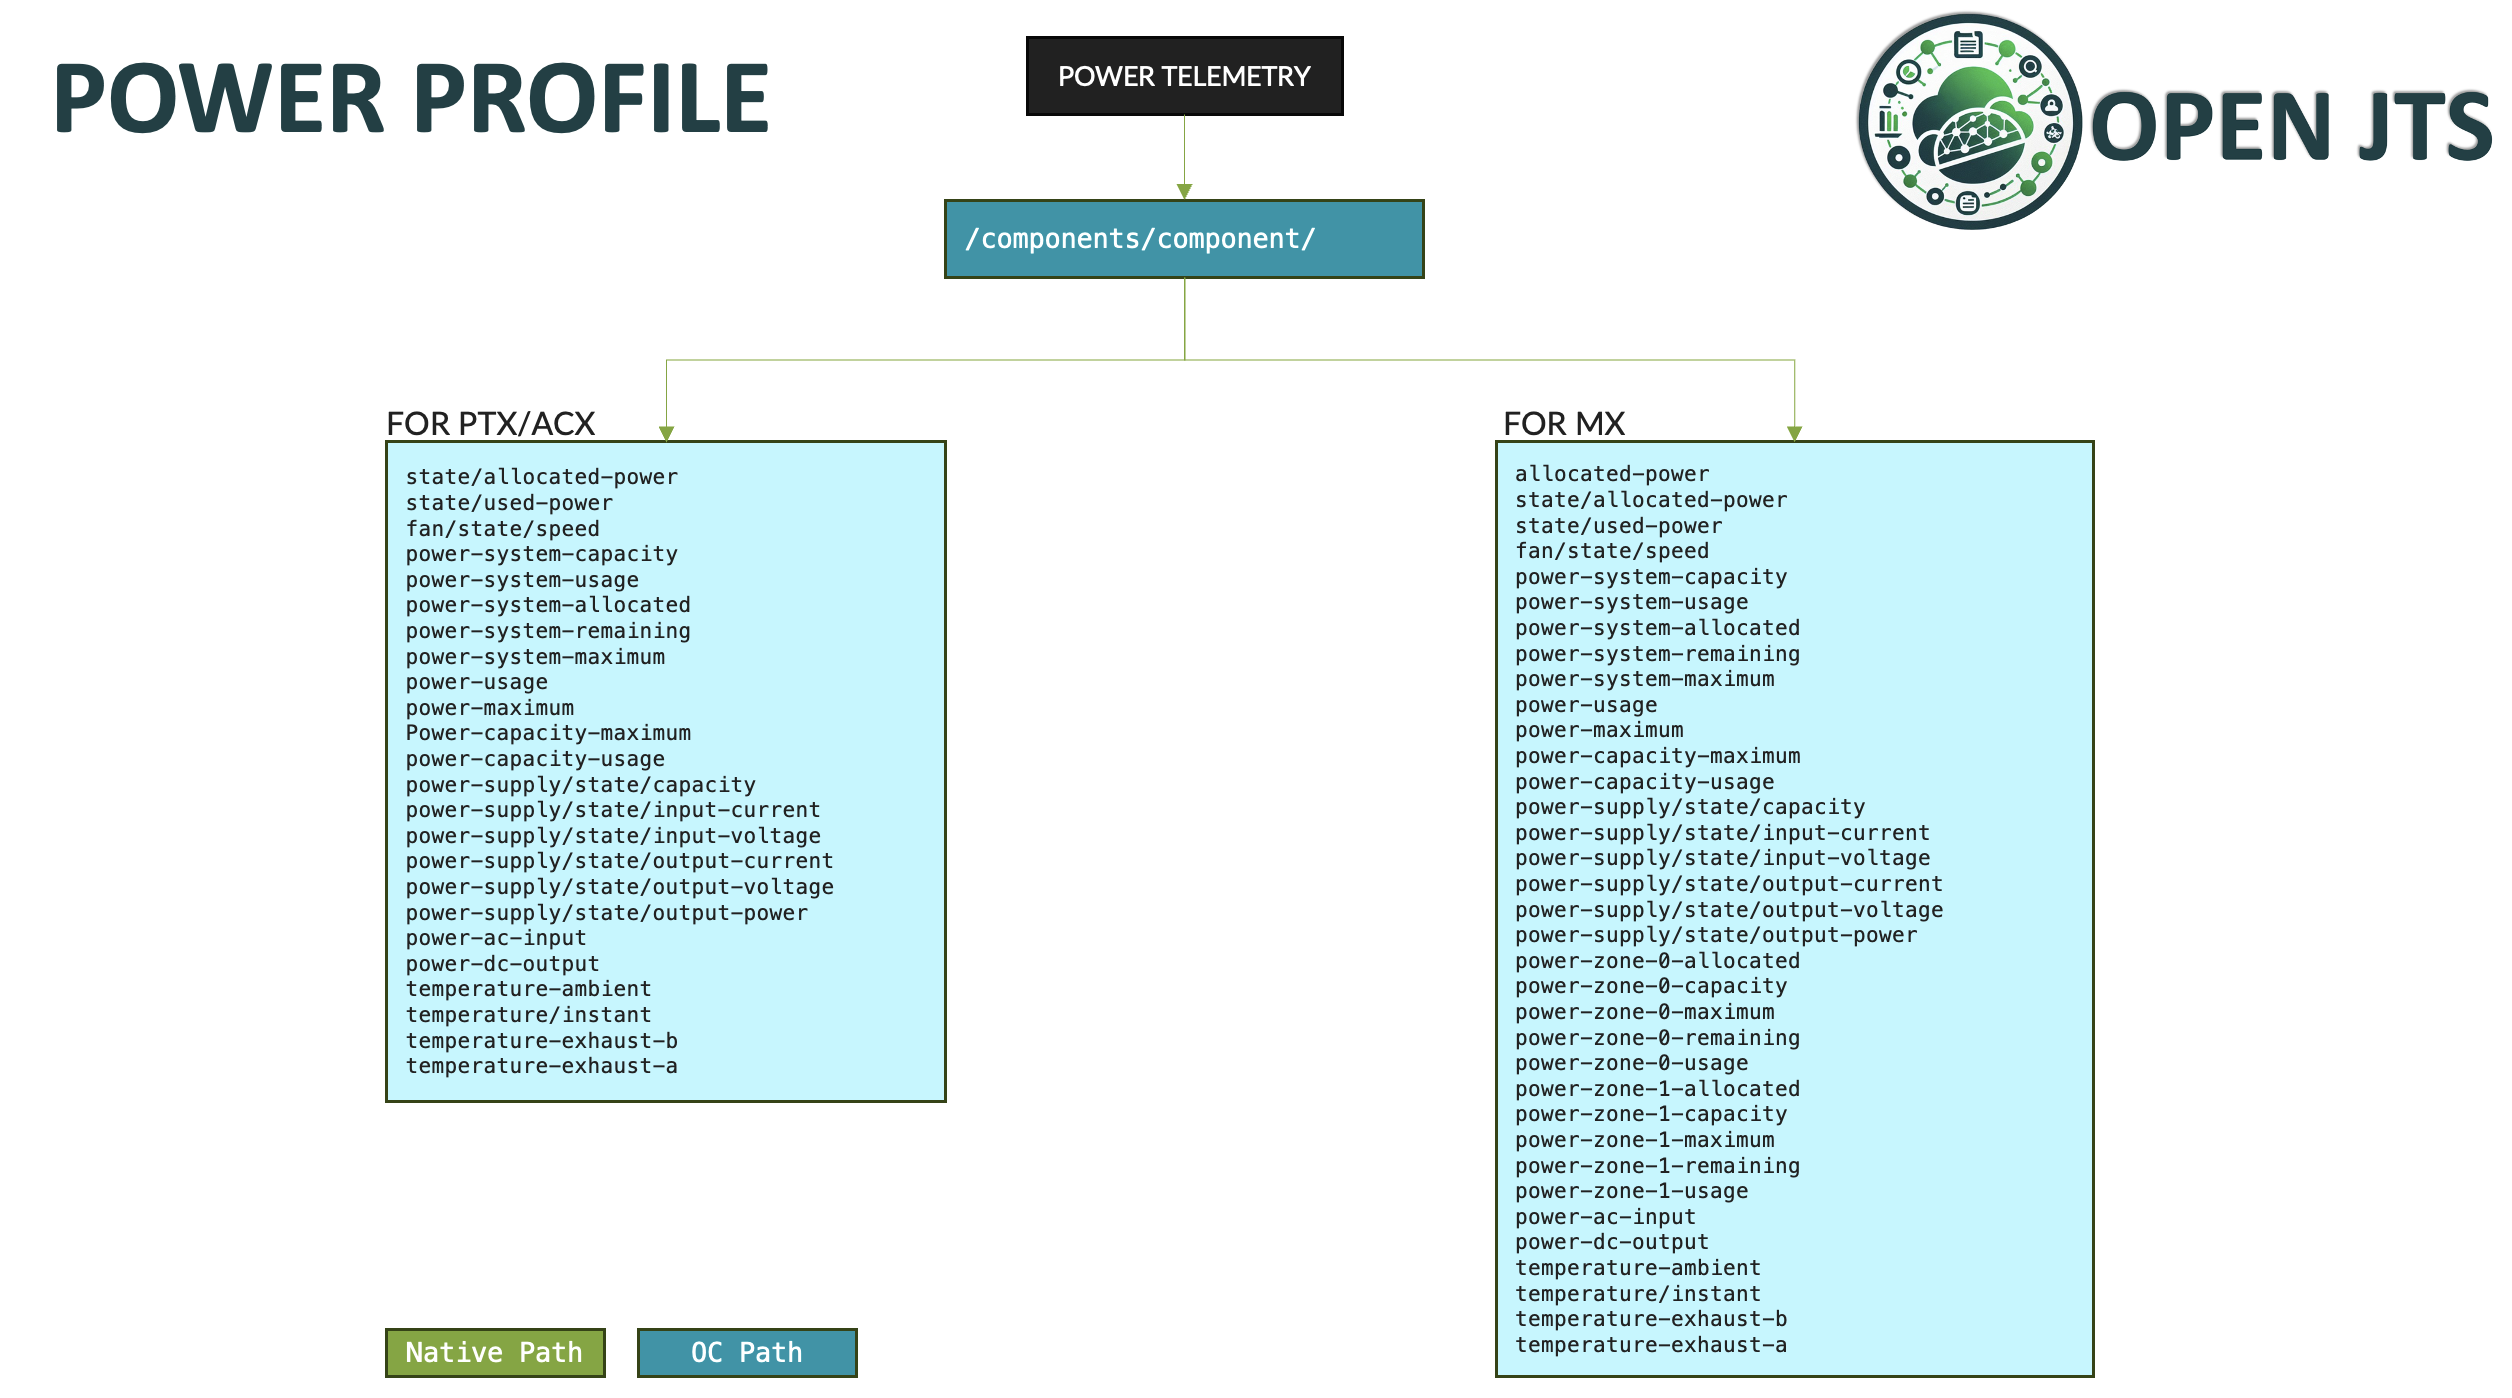 POWER PROFILE
POWER TELEMETRY
OPEN JTS
/components/component/
FOR PTX/ACX
state/allocated-power
state/used-power
fan/state/speed
power-system-capacity
power-system-usage
power-system-allocated
power-system-remaining
power-system-maximum
power-usage
power-maximum
Power-capacity-maximum
power-capacity-usage
power-supply/state/capacity
power-supply/state/input-current
power-supply/state/input-voltage
power-supply/state/output-current
power-supply/state/output-voltage
power-supply/state/output-power
power-ac-input
power-dc-output
temperature-ambient
temperature/instant
temperature-exhaust-b
temperature-exhaust-a
FOR MX
allocated-power
state/allocated-power
state/used-power
fan/state/speed
power-system-capacity
power-system-usage
power-system-allocated
power-system-remaining
power-system-maximum
power-usage
power-maximum
power-capacity-maximum
power-capacity-usage
power-supply/state/capacity
power-supply/state/input-current
power-supply/state/input-voltage
power-supply/state/output-current
power-supply/state/output-voltage
power-supply/state/output-power
power-zone-0-allocated
power-zone-0-capacity
power-zone-0-maximum
power-zone-0-remaining
power-zone-0-usage
power-zone-1-allocated
power-zone-1-capacity
power-zone-1-maximum
power-zone-1-remaining
power-zone-1-usage
power-ac-input
power-dc-output
temperature-ambient
temperature/instant
temperature-exhaust-b
temperature-exhaust-a
Native Path
OC Path